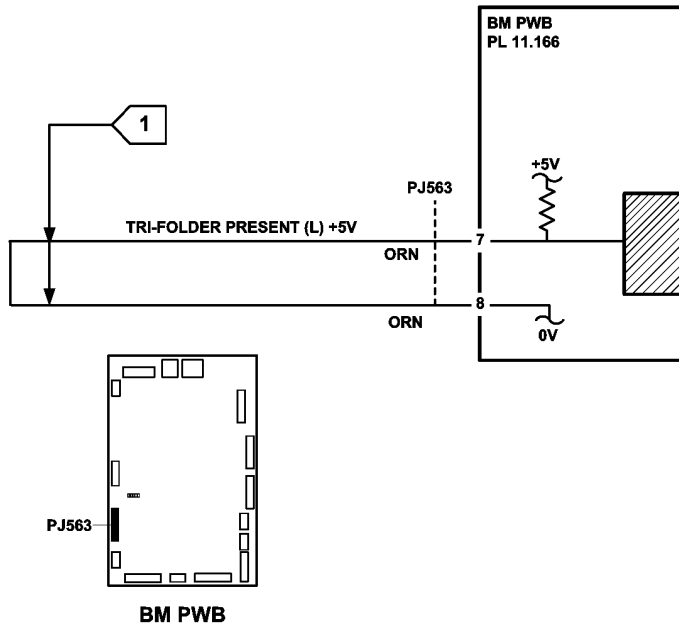 BM PWB
PL 11.166
1
+5V
PJ563
TRI-FOLDER PRESENT (L) +5V
7
ORN
8
ORN
0V
PJ563
BM PWB